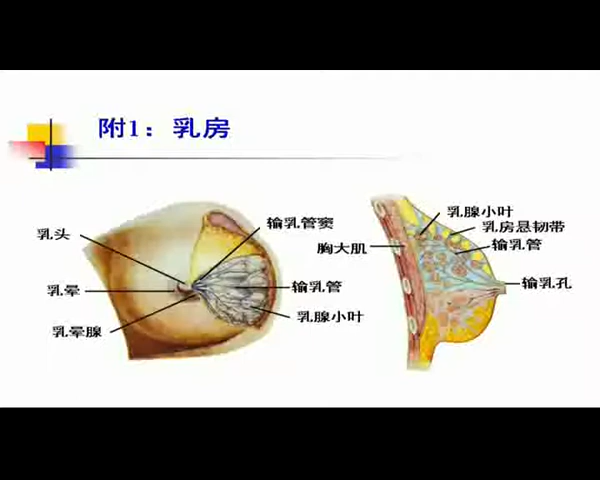 附1：乳房
乳头
乳晕
乳晕腺
输乳管窦
输乳管
乳腺小叶
胸大肌
乳腺小叶
乳房悬韧带
输乳管
输乳孔